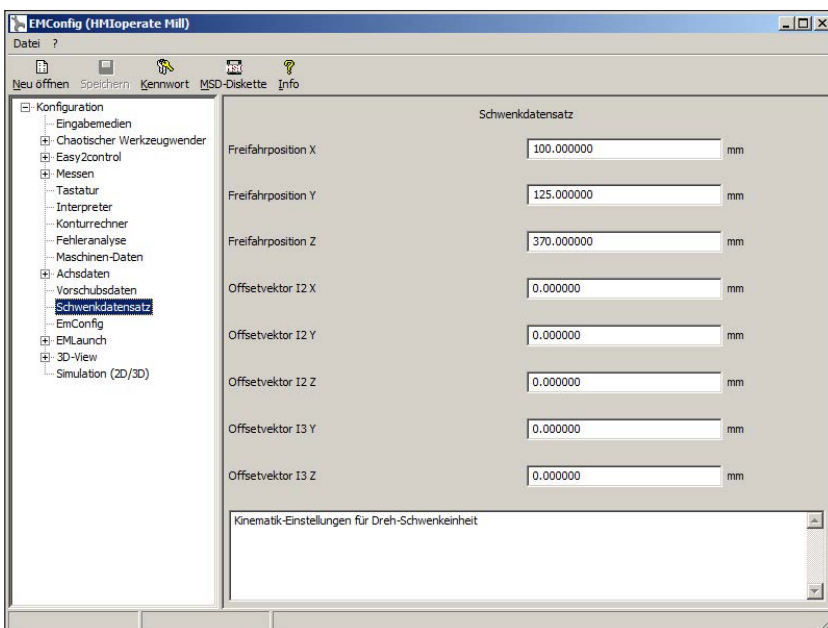 EMConfig (HMIoperate Mill)
Datei ?
Neu öffnen Speichern Kennwort MSD-Diskette Info
Konfiguration
Eingabemedien
Chaotischer Werkzeugwender
Easy2control
Messen
Tastatur
Interpreter
Konturrechner
Fehleranalyse
Maschinen-Daten
Achsdaten
Vorschubsdaten
Schwenkdatensatz
EmConfig
EMLaunch
3D-View
Simulation (2D/3D)
Schwenkdatensatz
Freifahrposition X 100.000000 mm
Freifahrposition Y 125.000000 mm
Freifahrposition Z 370.000000 mm
Offsetvektor I2 X 0.000000 mm
Offsetvektor I2 Y 0.000000 mm
Offsetvektor I2 Z 0.000000 mm
Offsetvektor I3 Y 0.000000 mm
Offsetvektor I3 Z 0.000000 mm
Kinematik-Einstellungen für Dreh-Schwenkeinheit